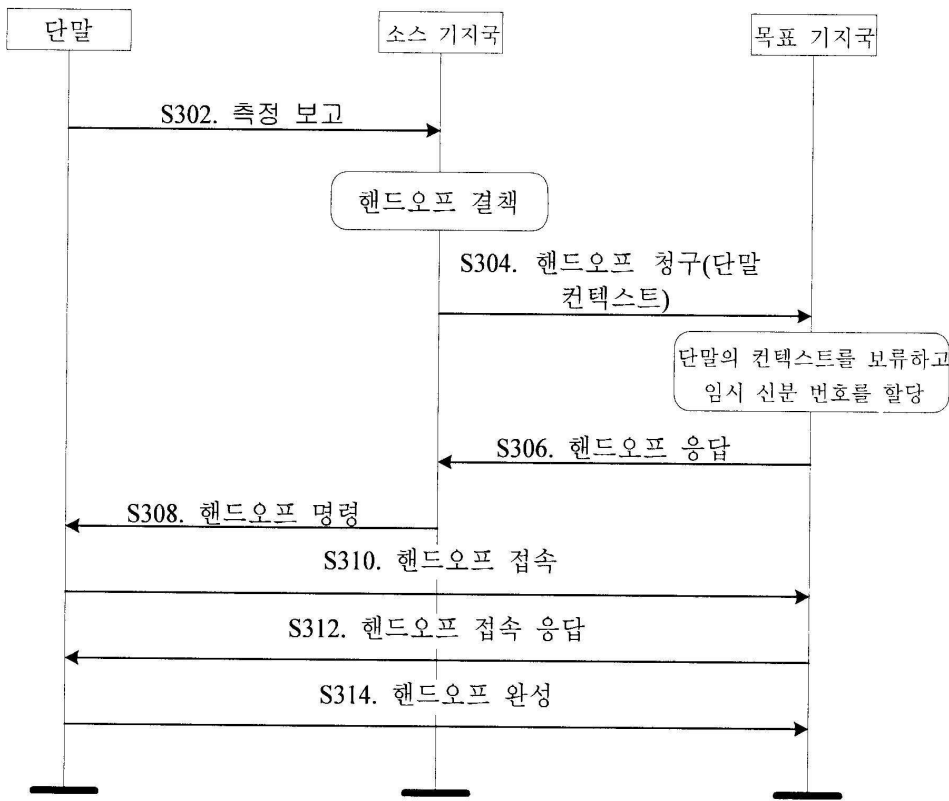 단말
소스 기지국
목표 기지국
S302. 측정 보고
핸드오프 결책
S304. 핸드오프 청구(단말
컨텍스트)
단말의 컨텍스트를 보류하고
임시 신분 번호를 할당
S306. 핸드오프 응답
S308. 핸드오프 명령
S310. 핸드오프 접속
S312. 핸드오프 접속 응답
S314. 핸드오프 완성